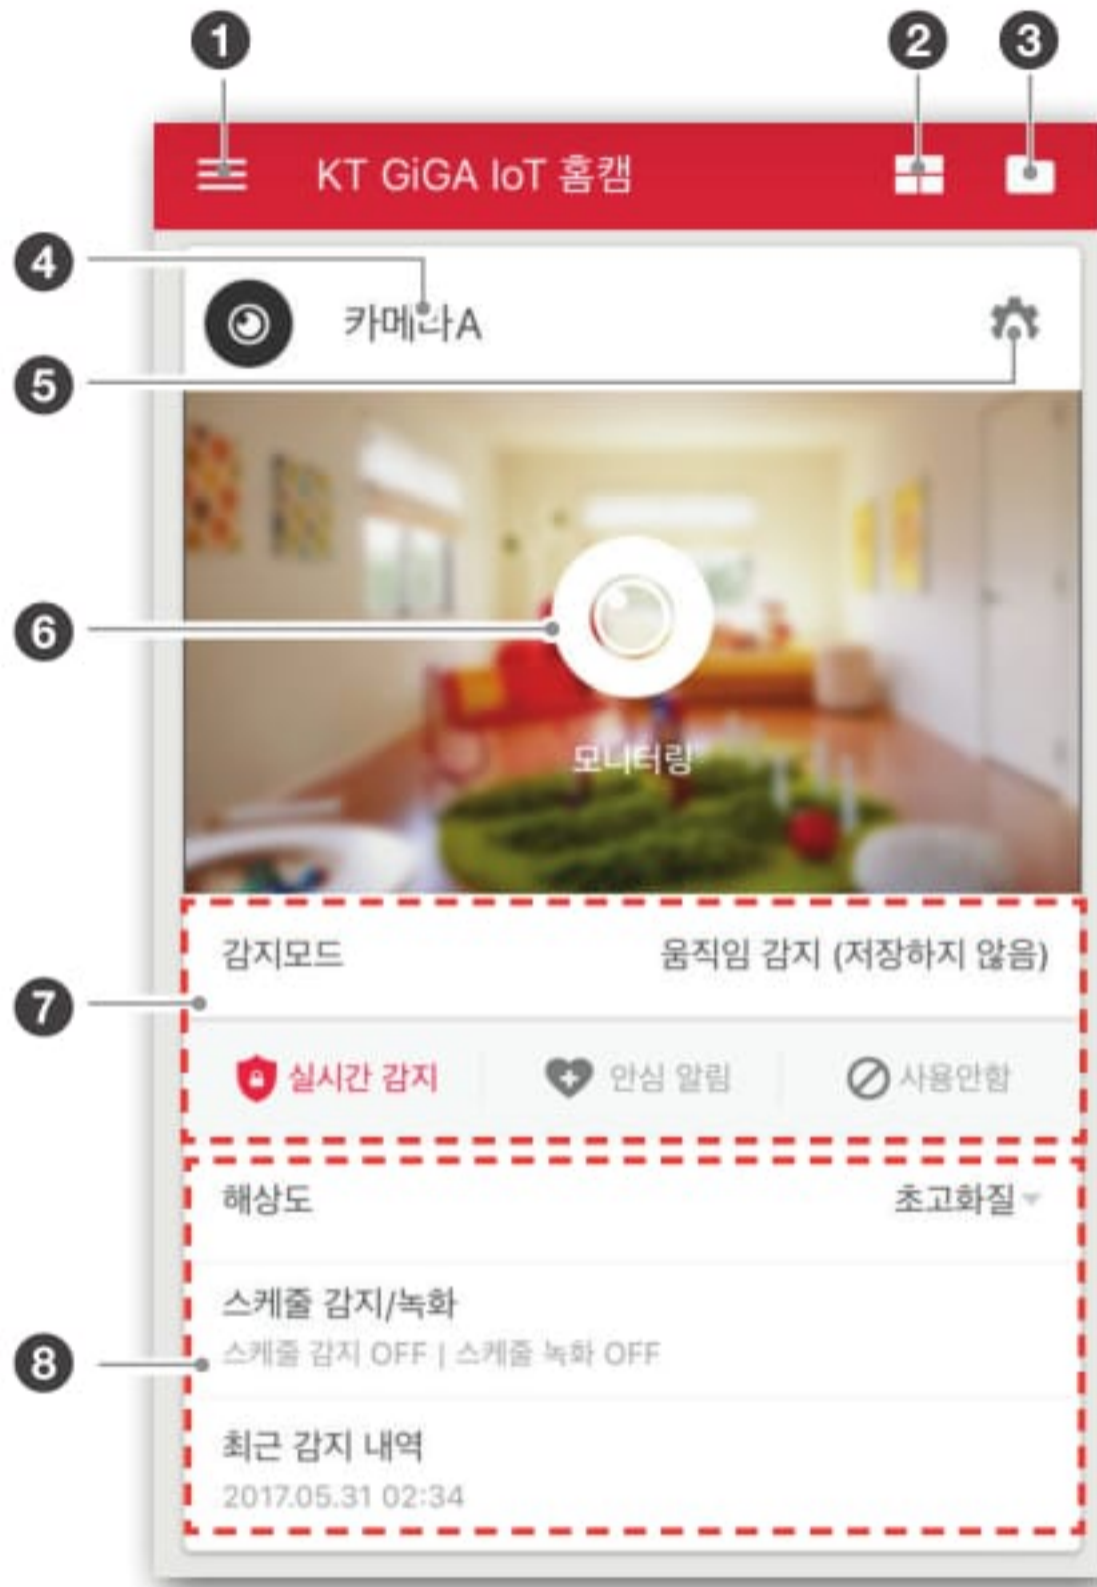 1
2
3
KT GiGA IoT 홈캠
4
카메라A
5
6
모니터링
감지모드
움직임 감지 (저장하지 않음)
7
실시간 감지
안심 알림
사용안함
해상도
초고화질
스케줄 감지/녹화
8
스케줄 감지 OFF | 스케줄 녹화 OFF
최근 감지 내역
2017.05.31 02:34